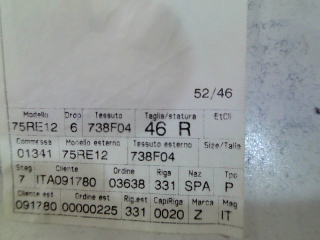 52/46
Modello Drop Tessuto Taglia/statura EtCli
75RE12 6 738F04 46 R
Commessa Modello esterno Tessuto esterno Size/Talla
01341 75RE12 738F04
Stag Cliente Ordine Riga Naz Tpo
7 ITA091780 03638 331 SPA P
Cliente est Ordine est Rig.est CapiRiga Marca Mag
091780 00000225 331 0020 Z IT